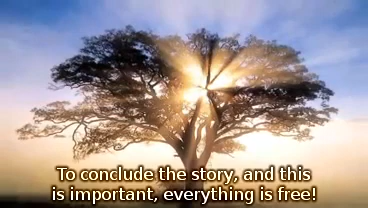 To conclude the story, and this
is important, everything is free!